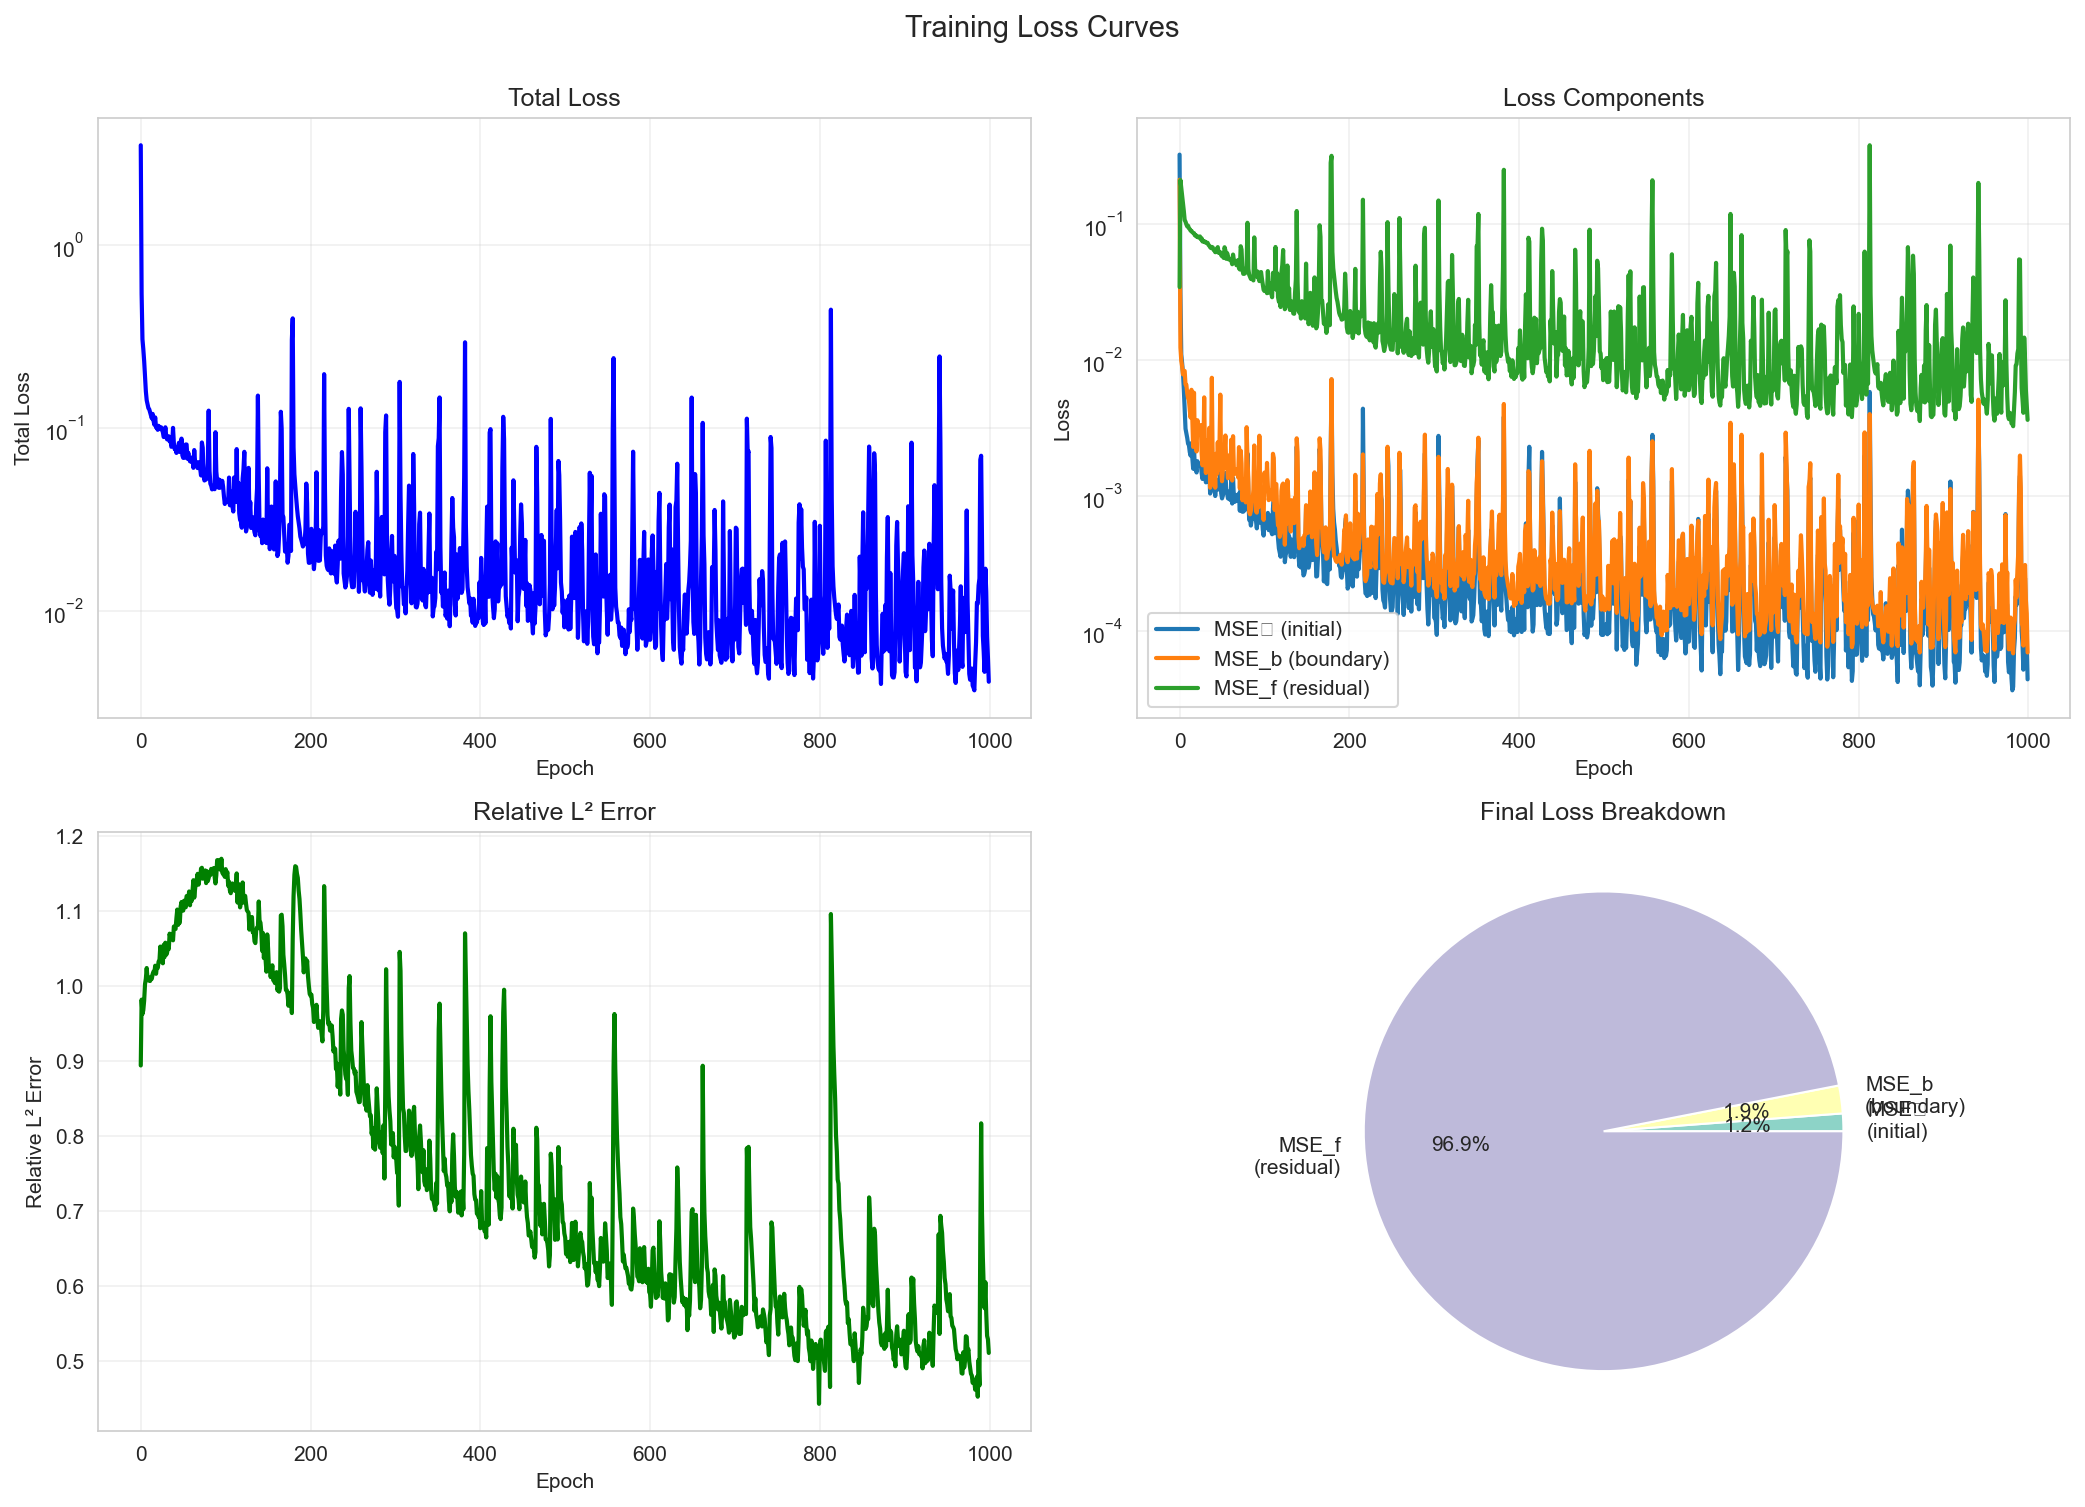 Training Loss Curves
Total Loss
Total Loss
10⁰
10⁻¹
10⁻²
0 200 400 600 800 1000
Epoch
Loss Components
Loss
10⁻¹
10⁻²
10⁻³
10⁻⁴
MSE□ (initial)
MSE_b (boundary)
MSE_f (residual)
0 200 400 600 800 1000
Epoch
Relative L² Error
Relative L² Error
1.2
1.1
1.0
0.9
0.8
0.7
0.6
0.5
0 200 400 600 800 1000
Epoch
Final Loss Breakdown
MSE_b
(boundary)
1.9%
(initial)
1.2%
MSE_f
(residual)
96.9%